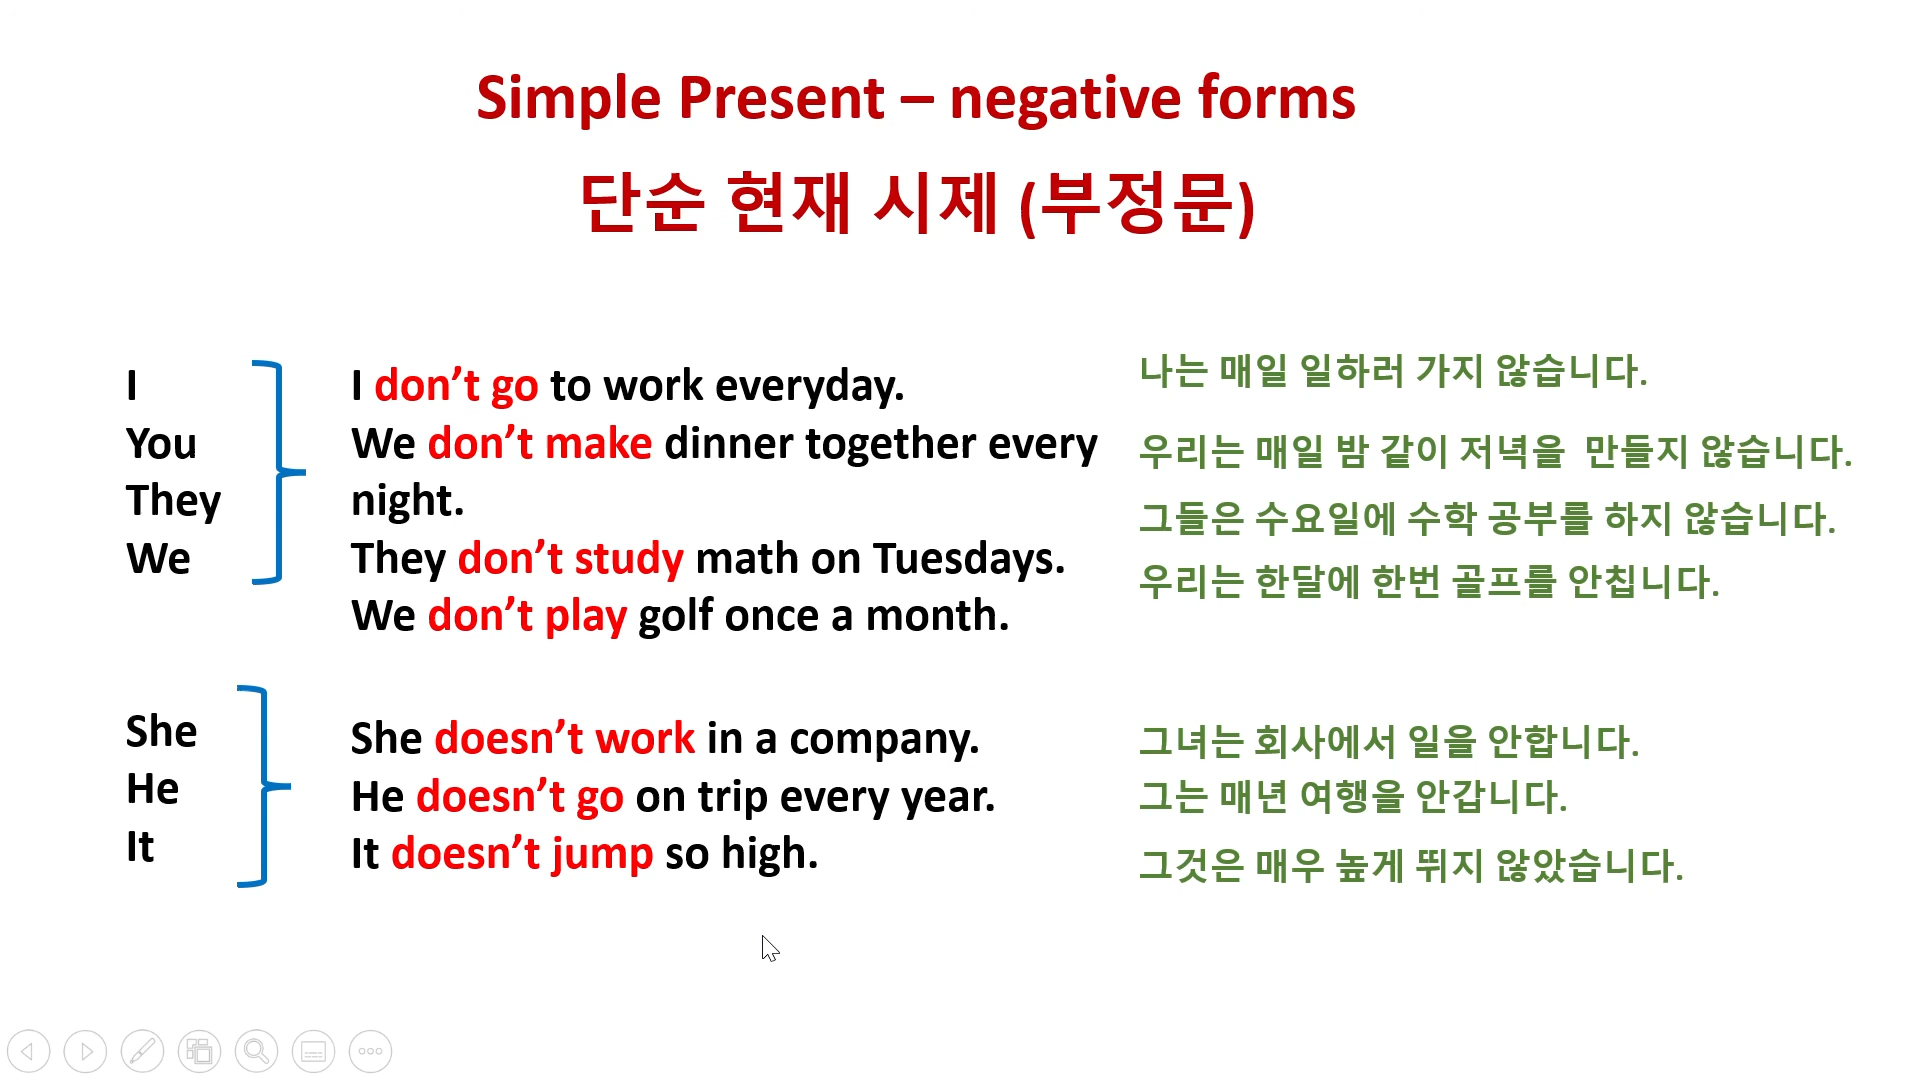 Simple Present – negative forms
단순 현재 시제 (부정문)
I
You
They
We
I don't go to work everyday.
We don't make dinner together every
night.
They don't study math on Tuesdays.
We don't play golf once a month.
나는 매일 일하러 가지 않습니다.
우리는 매일 밤 같이 저녁을 만들지 않습니다.
그들은 수요일에 수학 공부를 하지 않습니다.
우리는 한달에 한번 골프를 안칩니다.
She
He
It
She doesn't work in a company.
He doesn't go on trip every year.
It doesn't jump so high.
그녀는 회사에서 일을 안합니다.
그는 매년 여행을 안갑니다.
그것은 매우 높게 뛰지 않았습니다.